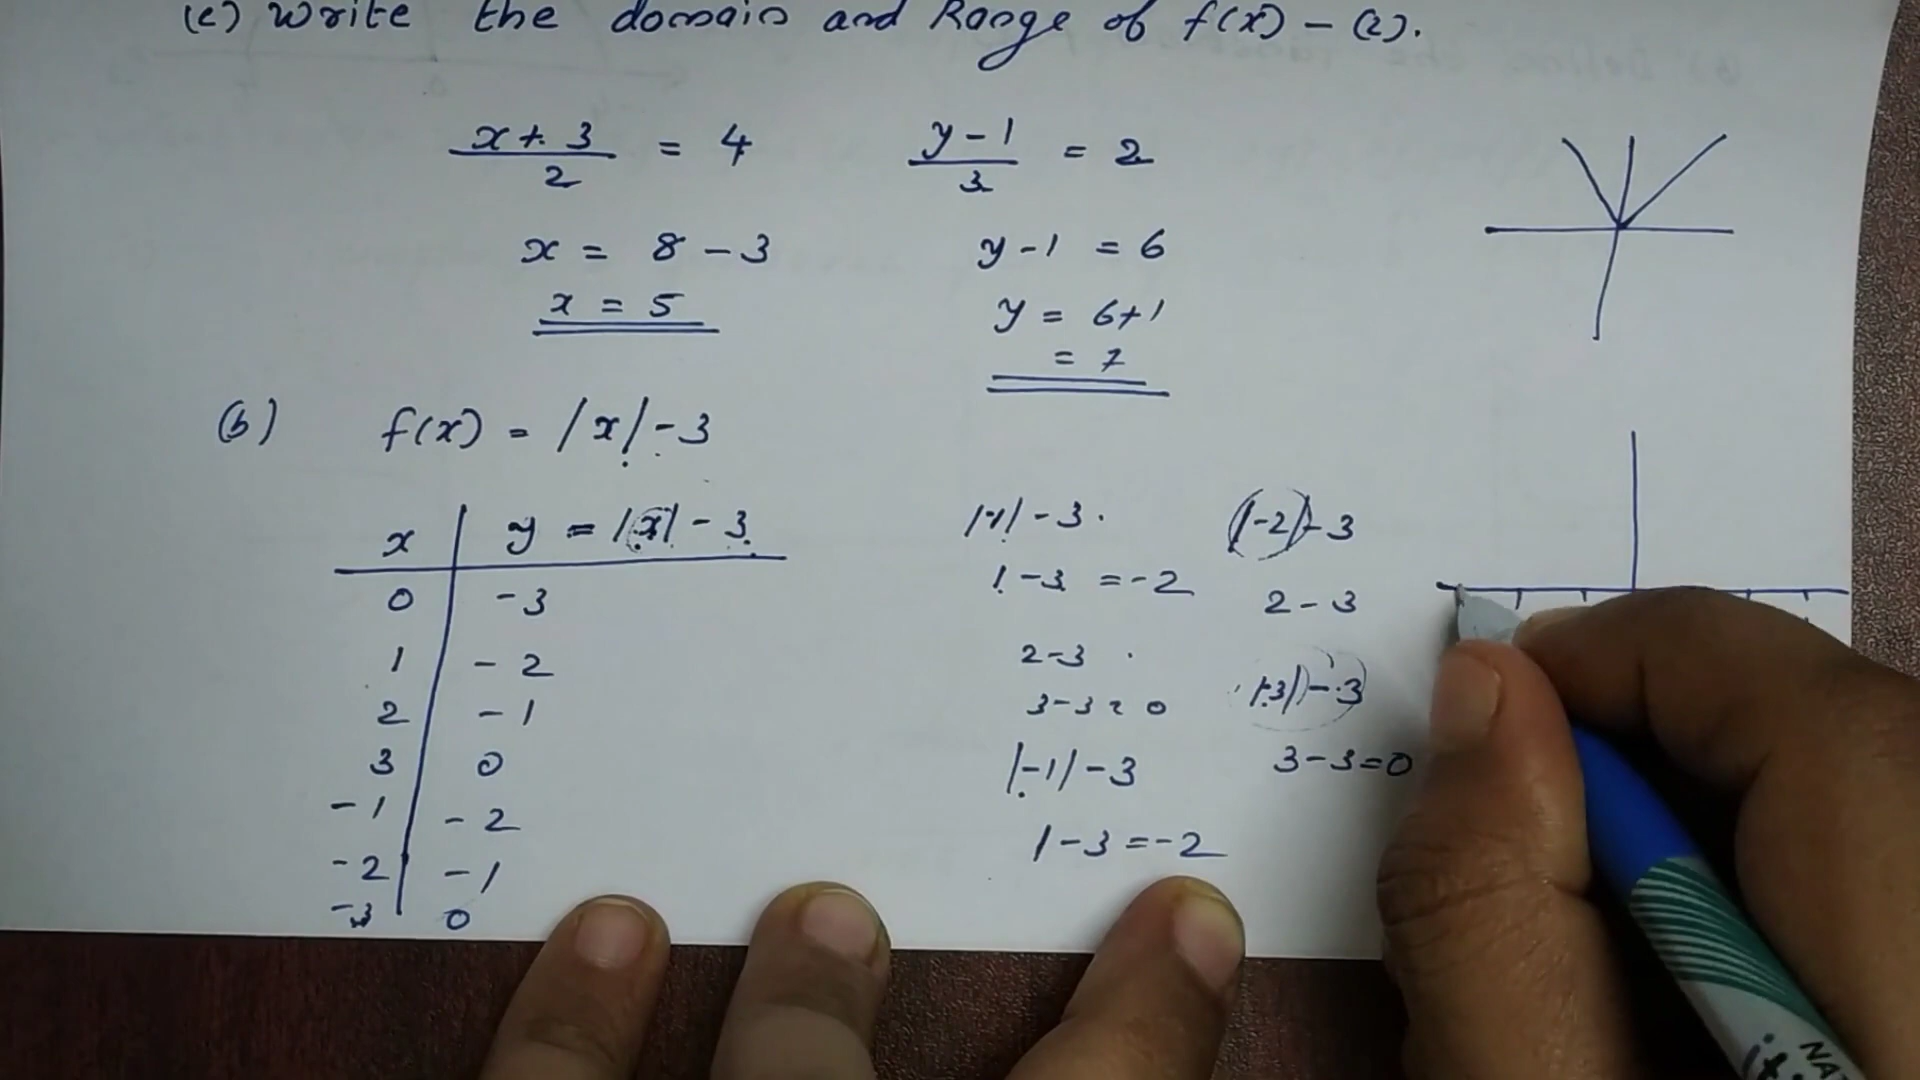 (c) Write the domain and Range of f(x) - (2).
x + 3 / 2 = 4
x = 8 - 3
x = 5
y - 1 / 3 = 2
y - 1 = 6
y = 6+1
= 7
(b) f(x) = |x| - 3
x y = |x| - 3
0 -3
1 -2
2 -1
3 0
-1 -2
-2 -1
-3 0
|1| - 3
1 - 3 = -2
2-3
3-3 = 0
|-1| - 3
1 - 3 = -2
(|-2|) - 3
2 - 3
|-3| - 3
3 - 3 = 0